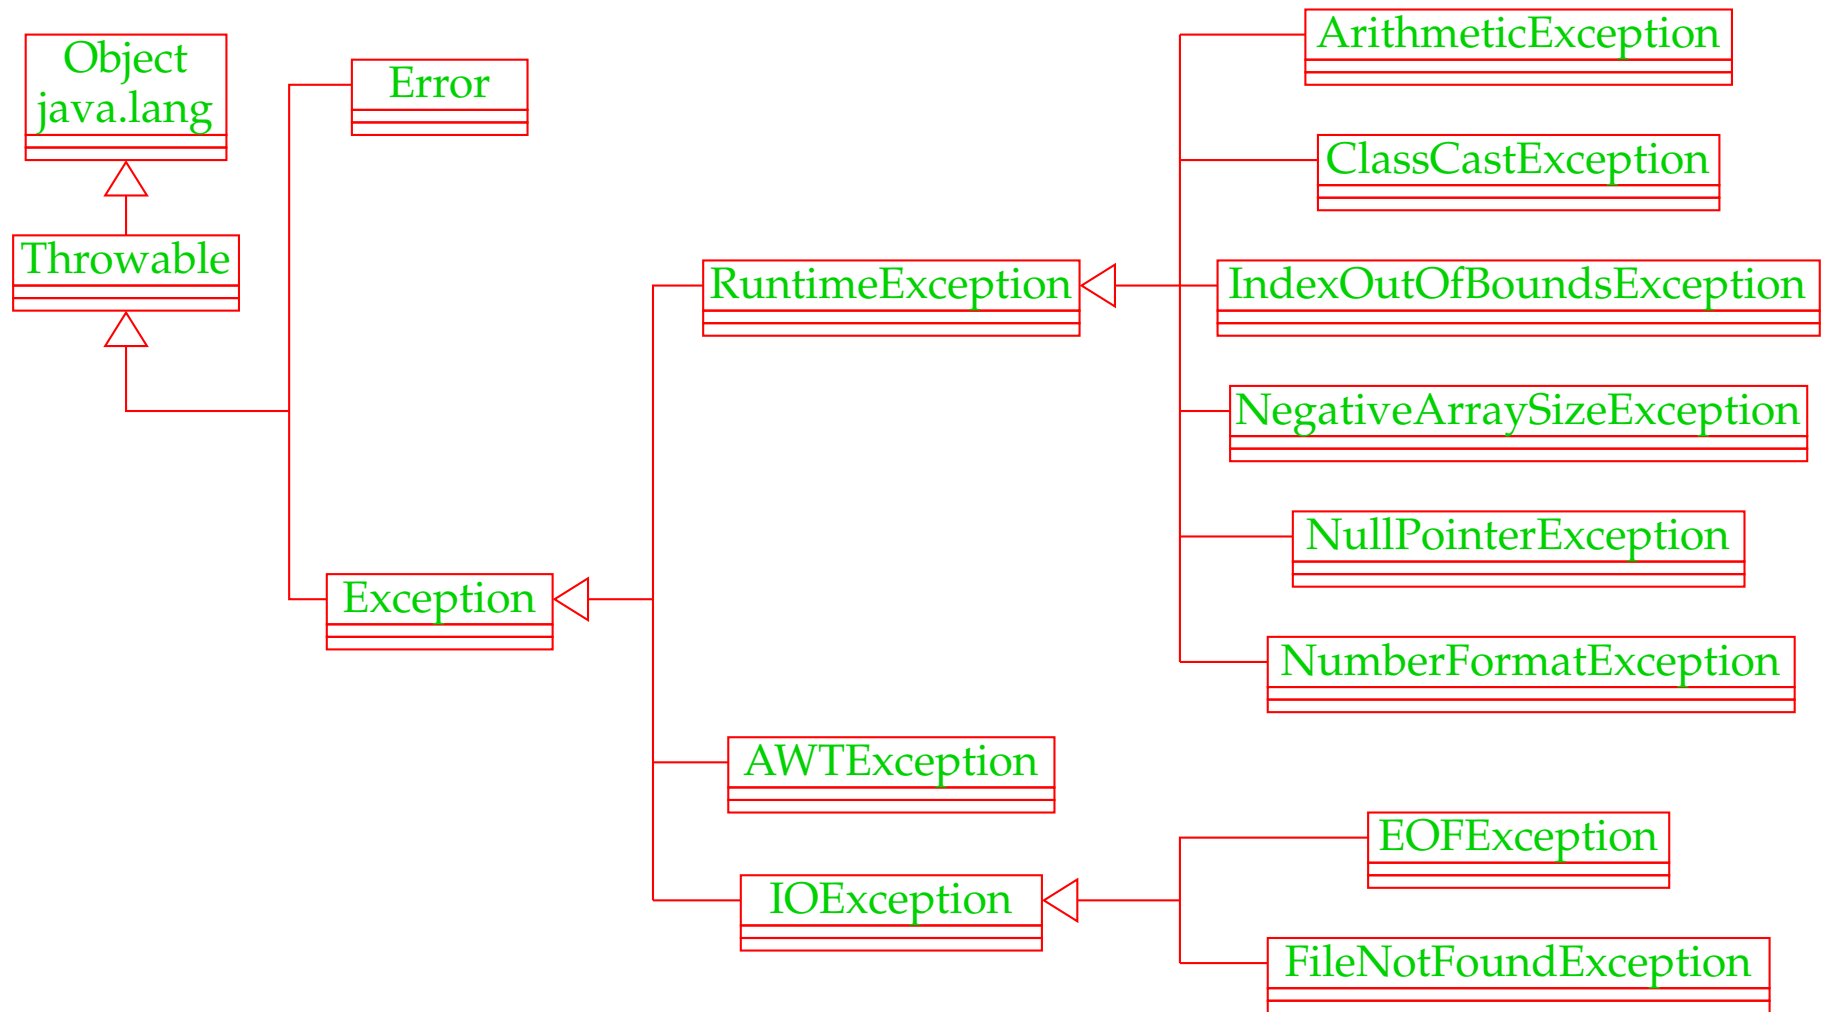 Object
java.lang
Throwable
Error
Exception
RuntimeException
AWTException
IOException
ArithmeticException
ClassCastException
IndexOutOfBoundsException
NegativeArraySizeException
NullPointerException
NumberFormatException
EOFException
FileNotFoundException